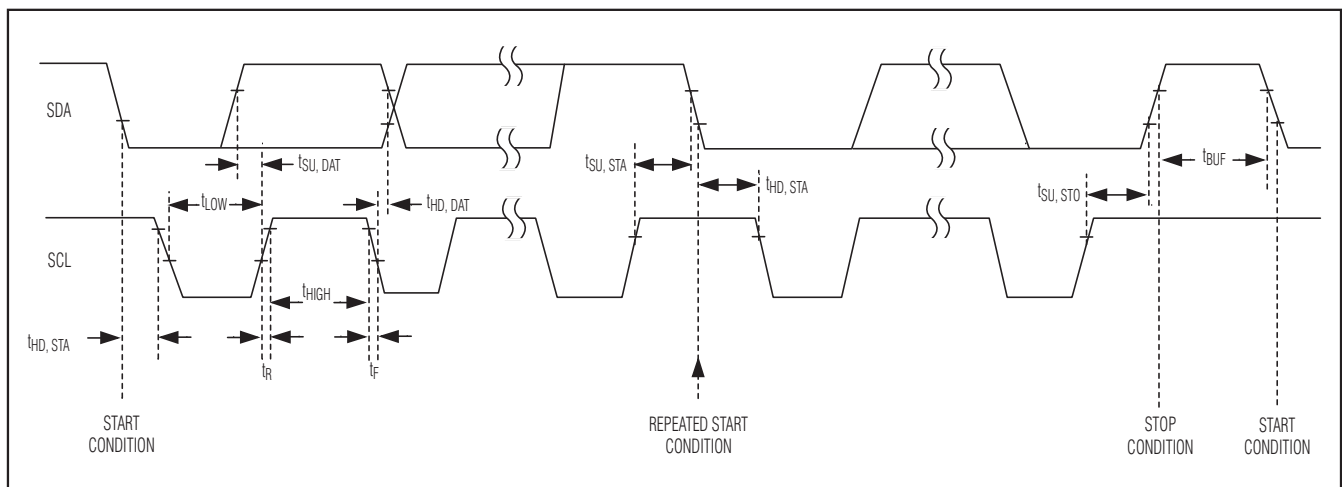 SDA
tSU, DAT
tSU, STA
tBUF
tLOW
tHD, DAT
tHD, STA
tSU, STO
SCL
tHIGH
tHD, STA
tR
tF
START
CONDITION
REPEATED START
CONDITION
STOP
CONDITION
START
CONDITION